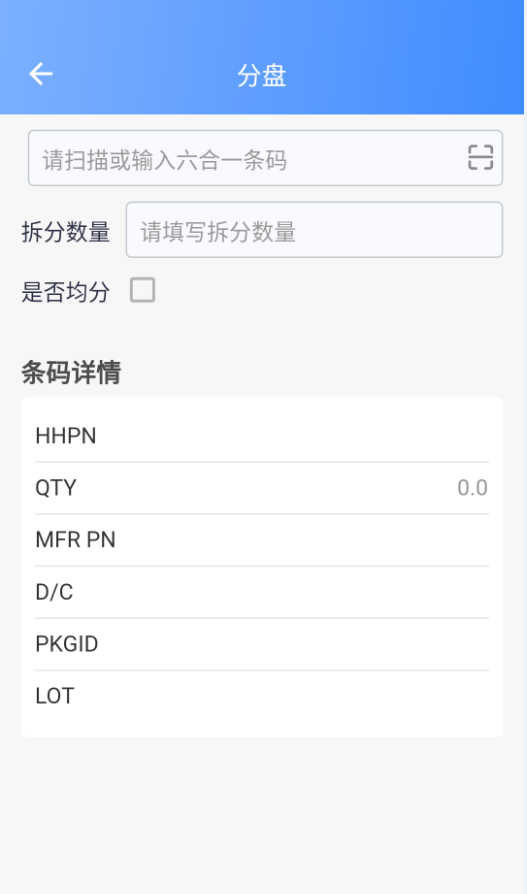 分盘
请扫描或输入六合一条码
拆分数量 请填写拆分数量
是否均分
条码详情
HHPN
QTY 0.0
MFR PN
D/C
PKGID
LOT